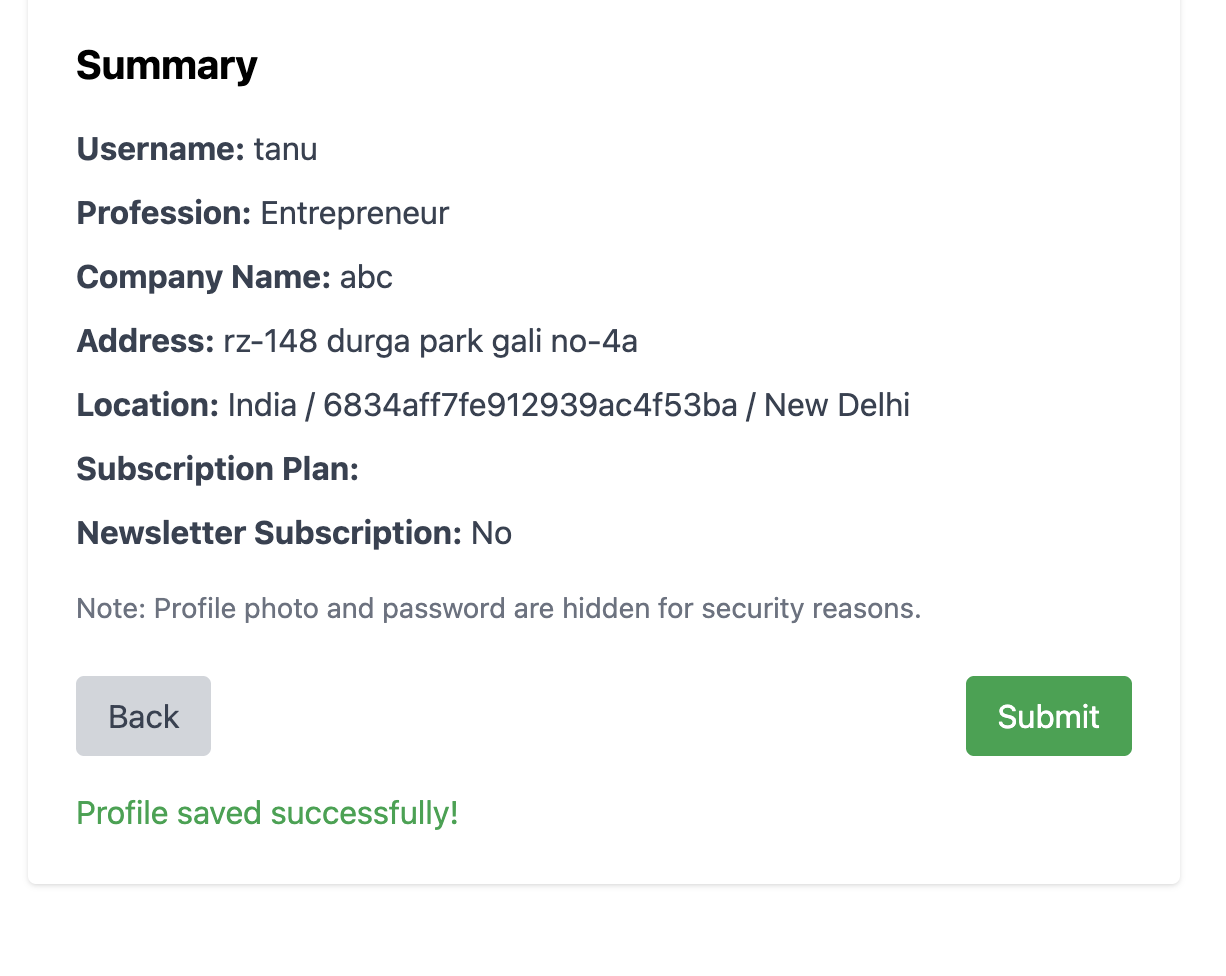 Summary
Username: tanu
Profession: Entrepreneur
Company Name: abc
Address: rz-148 durga park gali no-4a
Location: India / 6834aff7fe912939ac4f53ba / New Delhi
Subscription Plan:
Newsletter Subscription: No
Note: Profile photo and password are hidden for security reasons.
Back
Submit
Profile saved successfully!